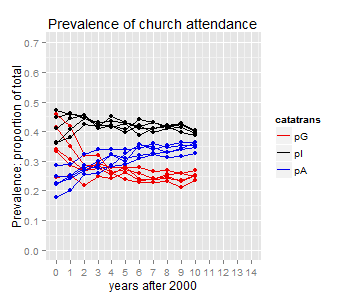 Prevalence of church attendance
Prevalence: proportion of total
0.7
0.6
0.5
0.4
0.3
0.2
0.1
0.0
0 1 2 3 4 5 6 7 8 9 10 11 12 13 14
years after 2000
catatrans
pG
pI
pA